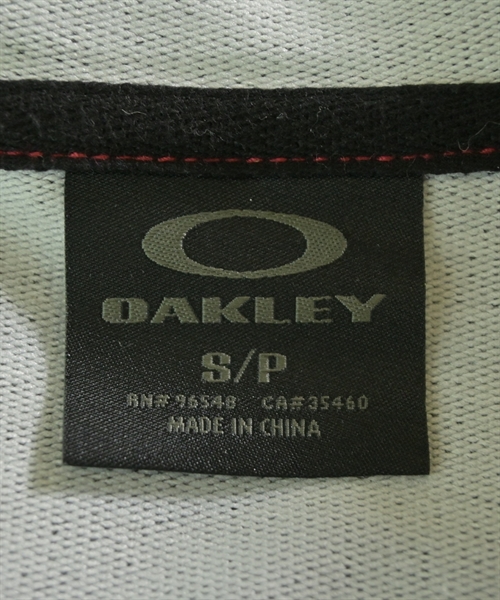 OAKLEY
S/P
RN# 96548 CA# 35460
MADE IN CHINA